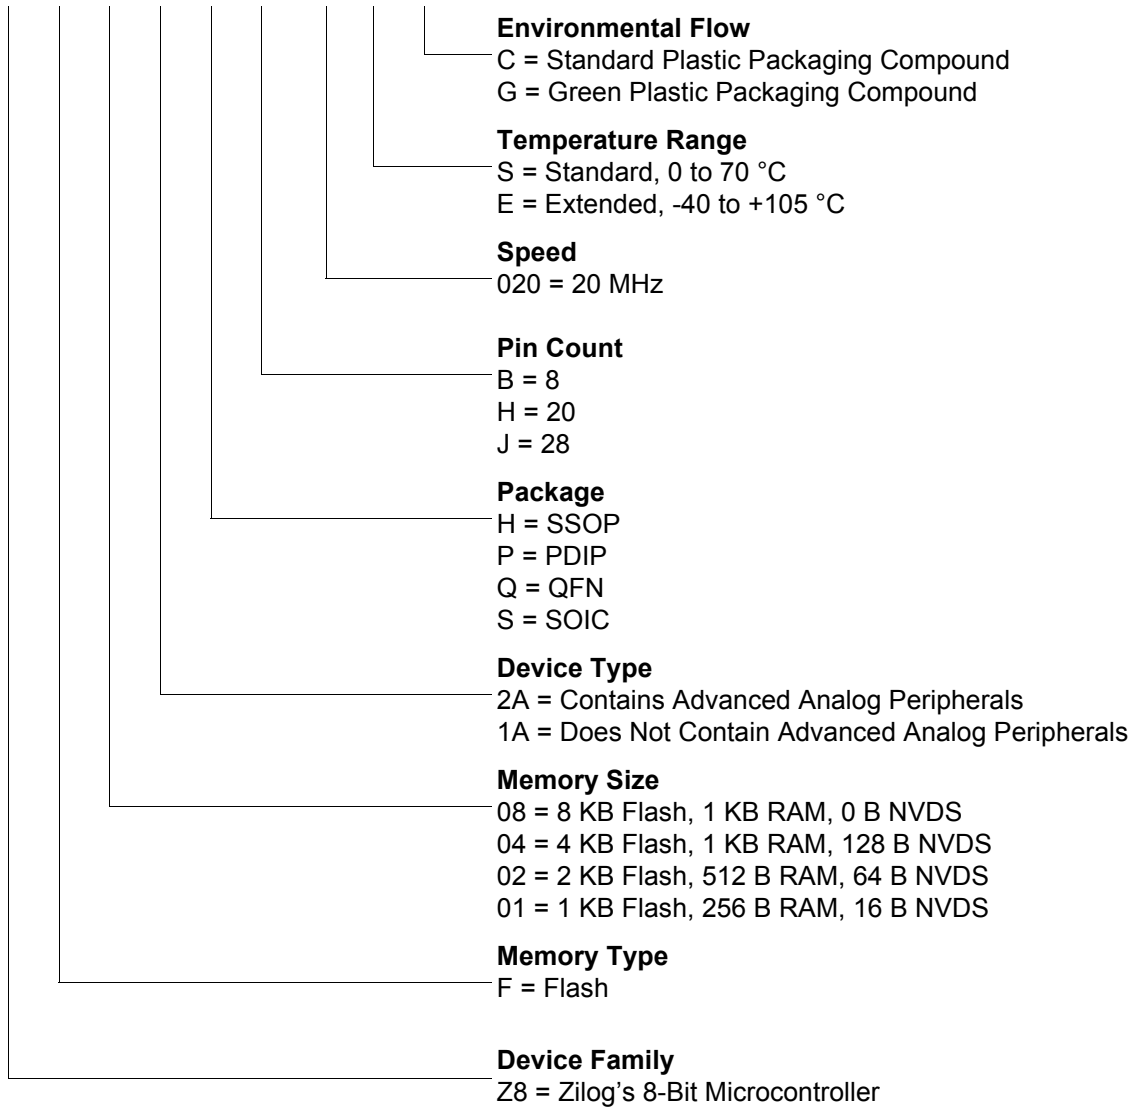 Environmental Flow
C = Standard Plastic Packaging Compound
G = Green Plastic Packaging Compound
Temperature Range
S = Standard, 0 to 70 °C
E = Extended, -40 to +105 °C
Speed
020 = 20 MHz
Pin Count
B = 8
H = 20
J = 28
Package
H = SSOP
P = PDIP
Q = QFN
S = SOIC
Device Type
2A = Contains Advanced Analog Peripherals
1A = Does Not Contain Advanced Analog Peripherals
Memory Size
08 = 8 KB Flash, 1 KB RAM, 0 B NVDS
04 = 4 KB Flash, 1 KB RAM, 128 B NVDS
02 = 2 KB Flash, 512 B RAM, 64 B NVDS
01 = 1 KB Flash, 256 B RAM, 16 B NVDS
Memory Type
F = Flash
Device Family
Z8 = Zilog's 8-Bit Microcontroller